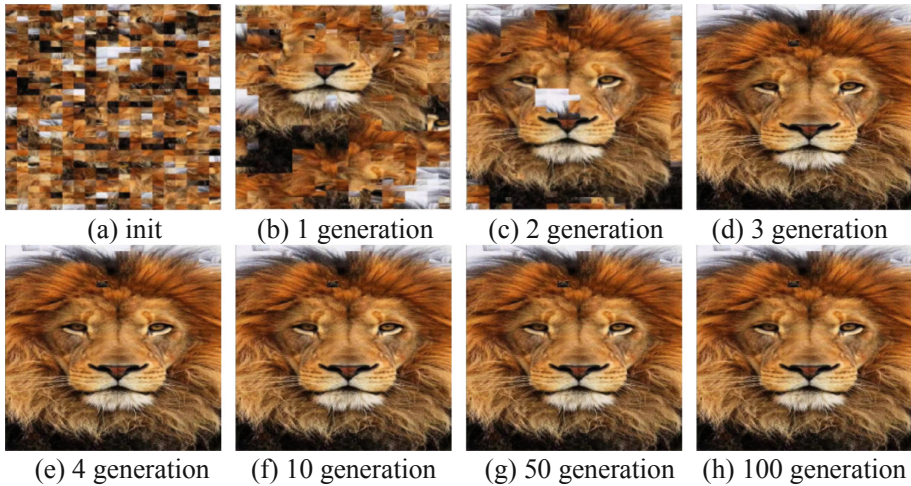 (a) init
(b) 1 generation
(c) 2 generation
(d) 3 generation
(e) 4 generation
(f) 10 generation
(g) 50 generation
(h) 100 generation